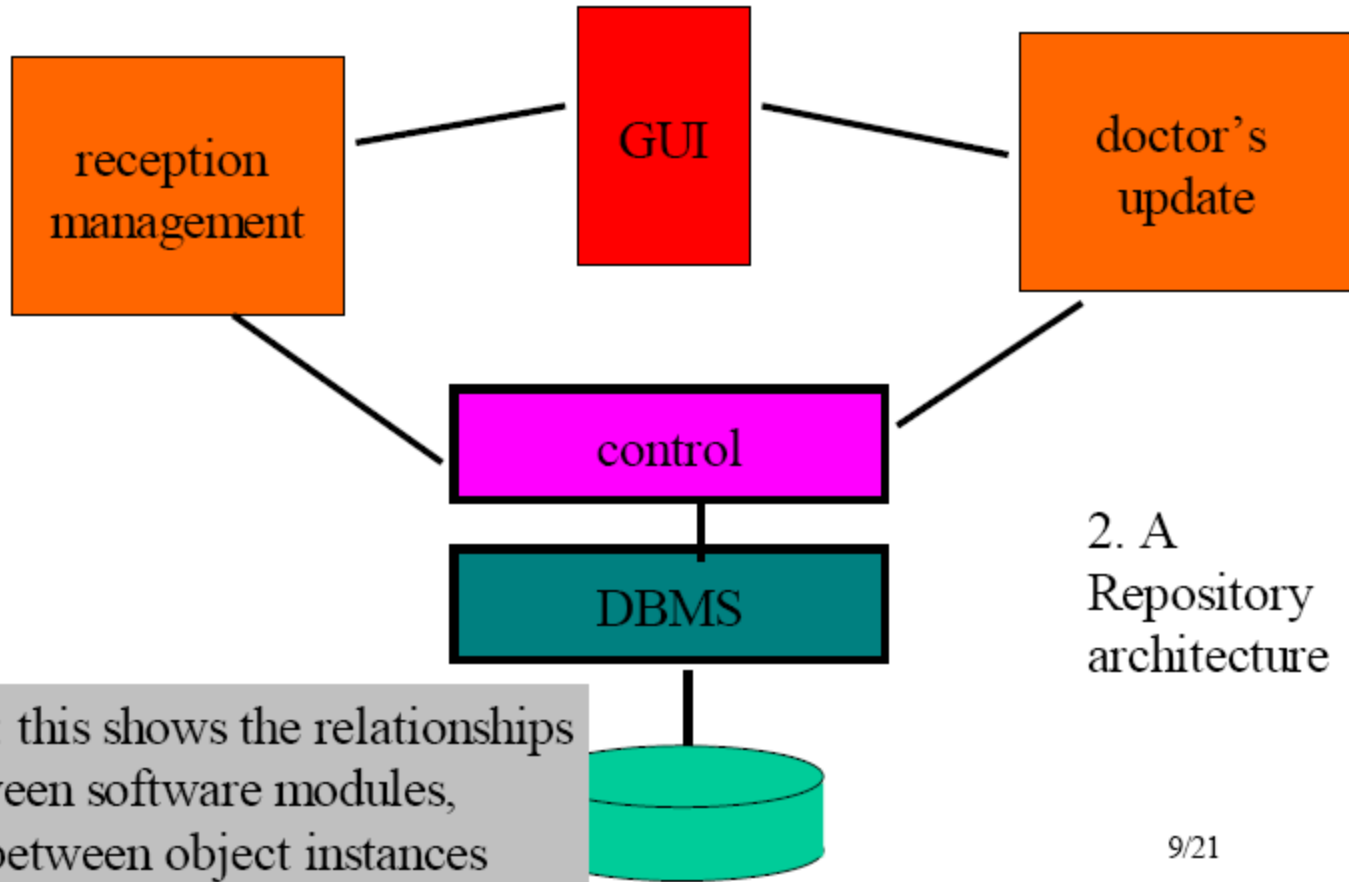 reception
management
GUI
doctor's
update
control
DBMS
2. A
Repository
architecture
: this shows the relationships
software modules,
between object instances
9/21